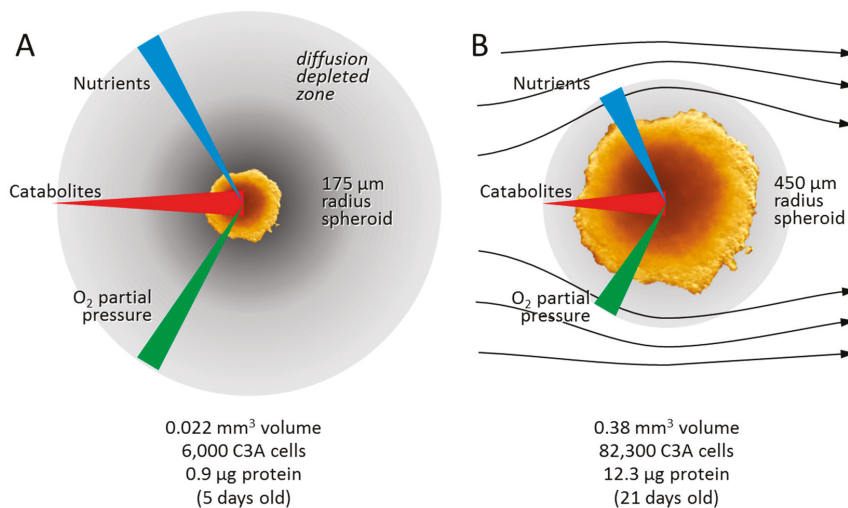 A
Nutrients
diffusion
depleted
zone
Catabolites
175 µm
radius
spheroid
O₂ partial
pressure
0.022 mm³ volume
6,000 C3A cells
0.9 µg protein
(5 days old)
B
Nutrients
Catabolites
450 µm
radius
spheroid
O₂ partial
pressure
0.38 mm³ volume
82,300 C3A cells
12.3 µg protein
(21 days old)